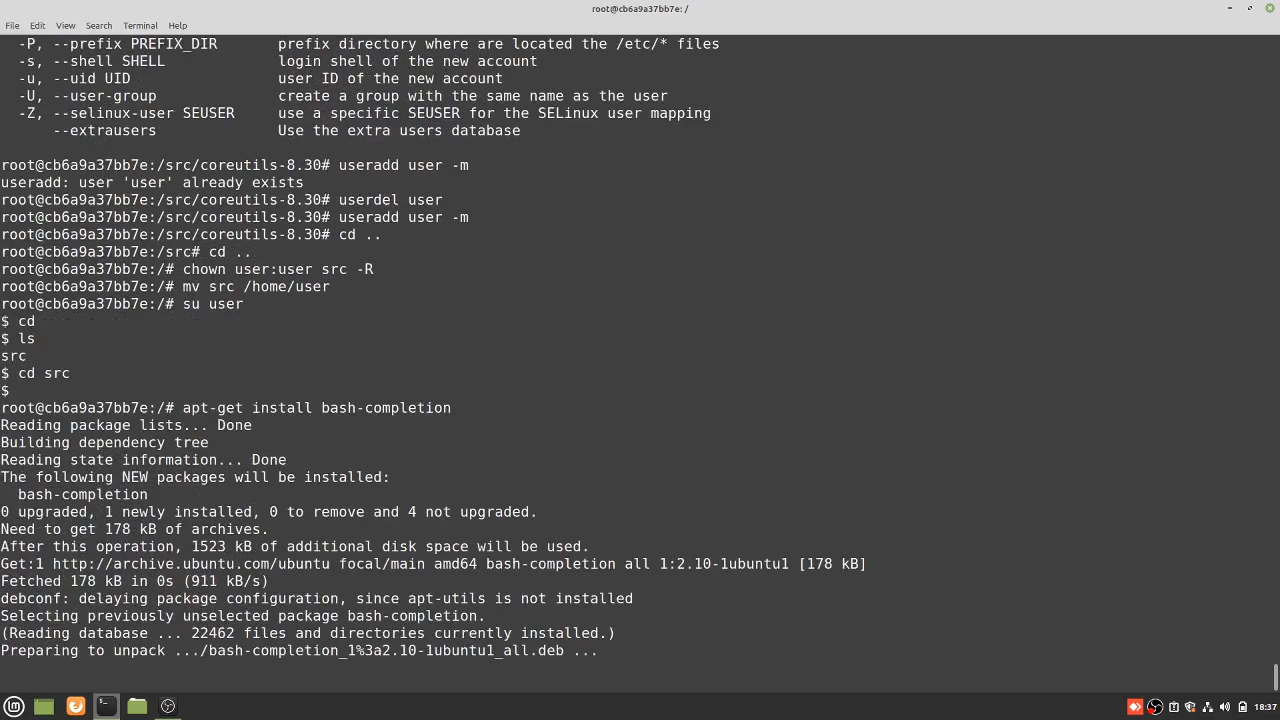 root@cb6a9a37bb7e: /
File Edit View Search Terminal Help
-P, --prefix PREFIX_DIR prefix directory where are located the /etc/* files
-s, --shell SHELL login shell of the new account
-u, --uid UID user ID of the new account
-U, --user-group create a group with the same name as the user
-Z, --selinux-user SEUSER use a specific SEUSER for the SELinux user mapping
--extrausers Use the extra users database
root@cb6a9a37bb7e:/src/coreutils-8.30# useradd user -m
useradd: user 'user' already exists
root@cb6a9a37bb7e:/src/coreutils-8.30# userdel user
root@cb6a9a37bb7e:/src/coreutils-8.30# useradd user -m
root@cb6a9a37bb7e:/src/coreutils-8.30# cd ..
root@cb6a9a37bb7e:/src# cd ..
root@cb6a9a37bb7e:/# chown user:user src -R
root@cb6a9a37bb7e:/# mv src /home/user
root@cb6a9a37bb7e:/# su user
$ cd
$ ls
src
$ cd src
$
root@cb6a9a37bb7e:/# apt-get install bash-completion
Reading package lists... Done
Building dependency tree
Reading state information... Done
The following NEW packages will be installed:
bash-completion
0 upgraded, 1 newly installed, 0 to remove and 4 not upgraded.
Need to get 178 kB of archives.
After this operation, 1523 kB of additional disk space will be used.
Get:1 http://archive.ubuntu.com/ubuntu focal/main amd64 bash-completion all 1:2.10-1ubuntu1 [178 kB]
Fetched 178 kB in 0s (911 kB/s)
debconf: delaying package configuration, since apt-utils is not installed
Selecting previously unselected package bash-completion.
(Reading database ... 22462 files and directories currently installed.)
Preparing to unpack .../bash-completion_1%3a2.10-1ubuntu1_all.deb ...
18:37